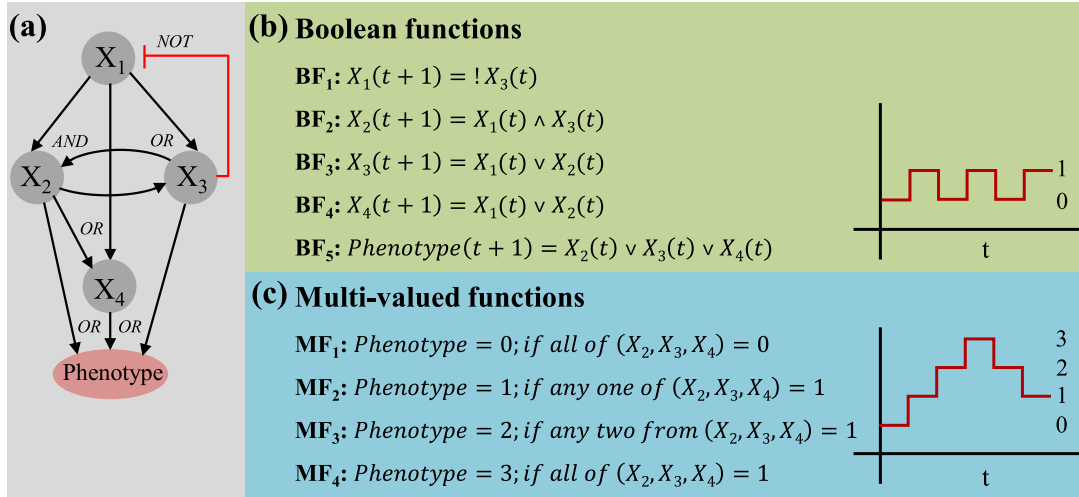 (a)
NOT
X1
AND
OR
X2
X3
OR
X4
OR
OR
Phenotype
(b) Boolean functions
BF1: X1(t + 1) = ! X3(t)
BF2: X2(t + 1) = X1(t) ∧ X3(t)
BF3: X3(t + 1) = X1(t) ∨ X2(t)
BF4: X4(t + 1) = X1(t) ∨ X2(t)
BF5: Phenotype(t + 1) = X2(t) ∨ X3(t) ∨ X4(t)
1
0
t
(c) Multi-valued functions
MF1: Phenotype = 0; if all of (X2, X3, X4) = 0
MF2: Phenotype = 1; if any one of (X2, X3, X4) = 1
MF3: Phenotype = 2; if any two from (X2, X3, X4) = 1
MF4: Phenotype = 3; if all of (X2, X3, X4) = 1
3
2
1
0
t